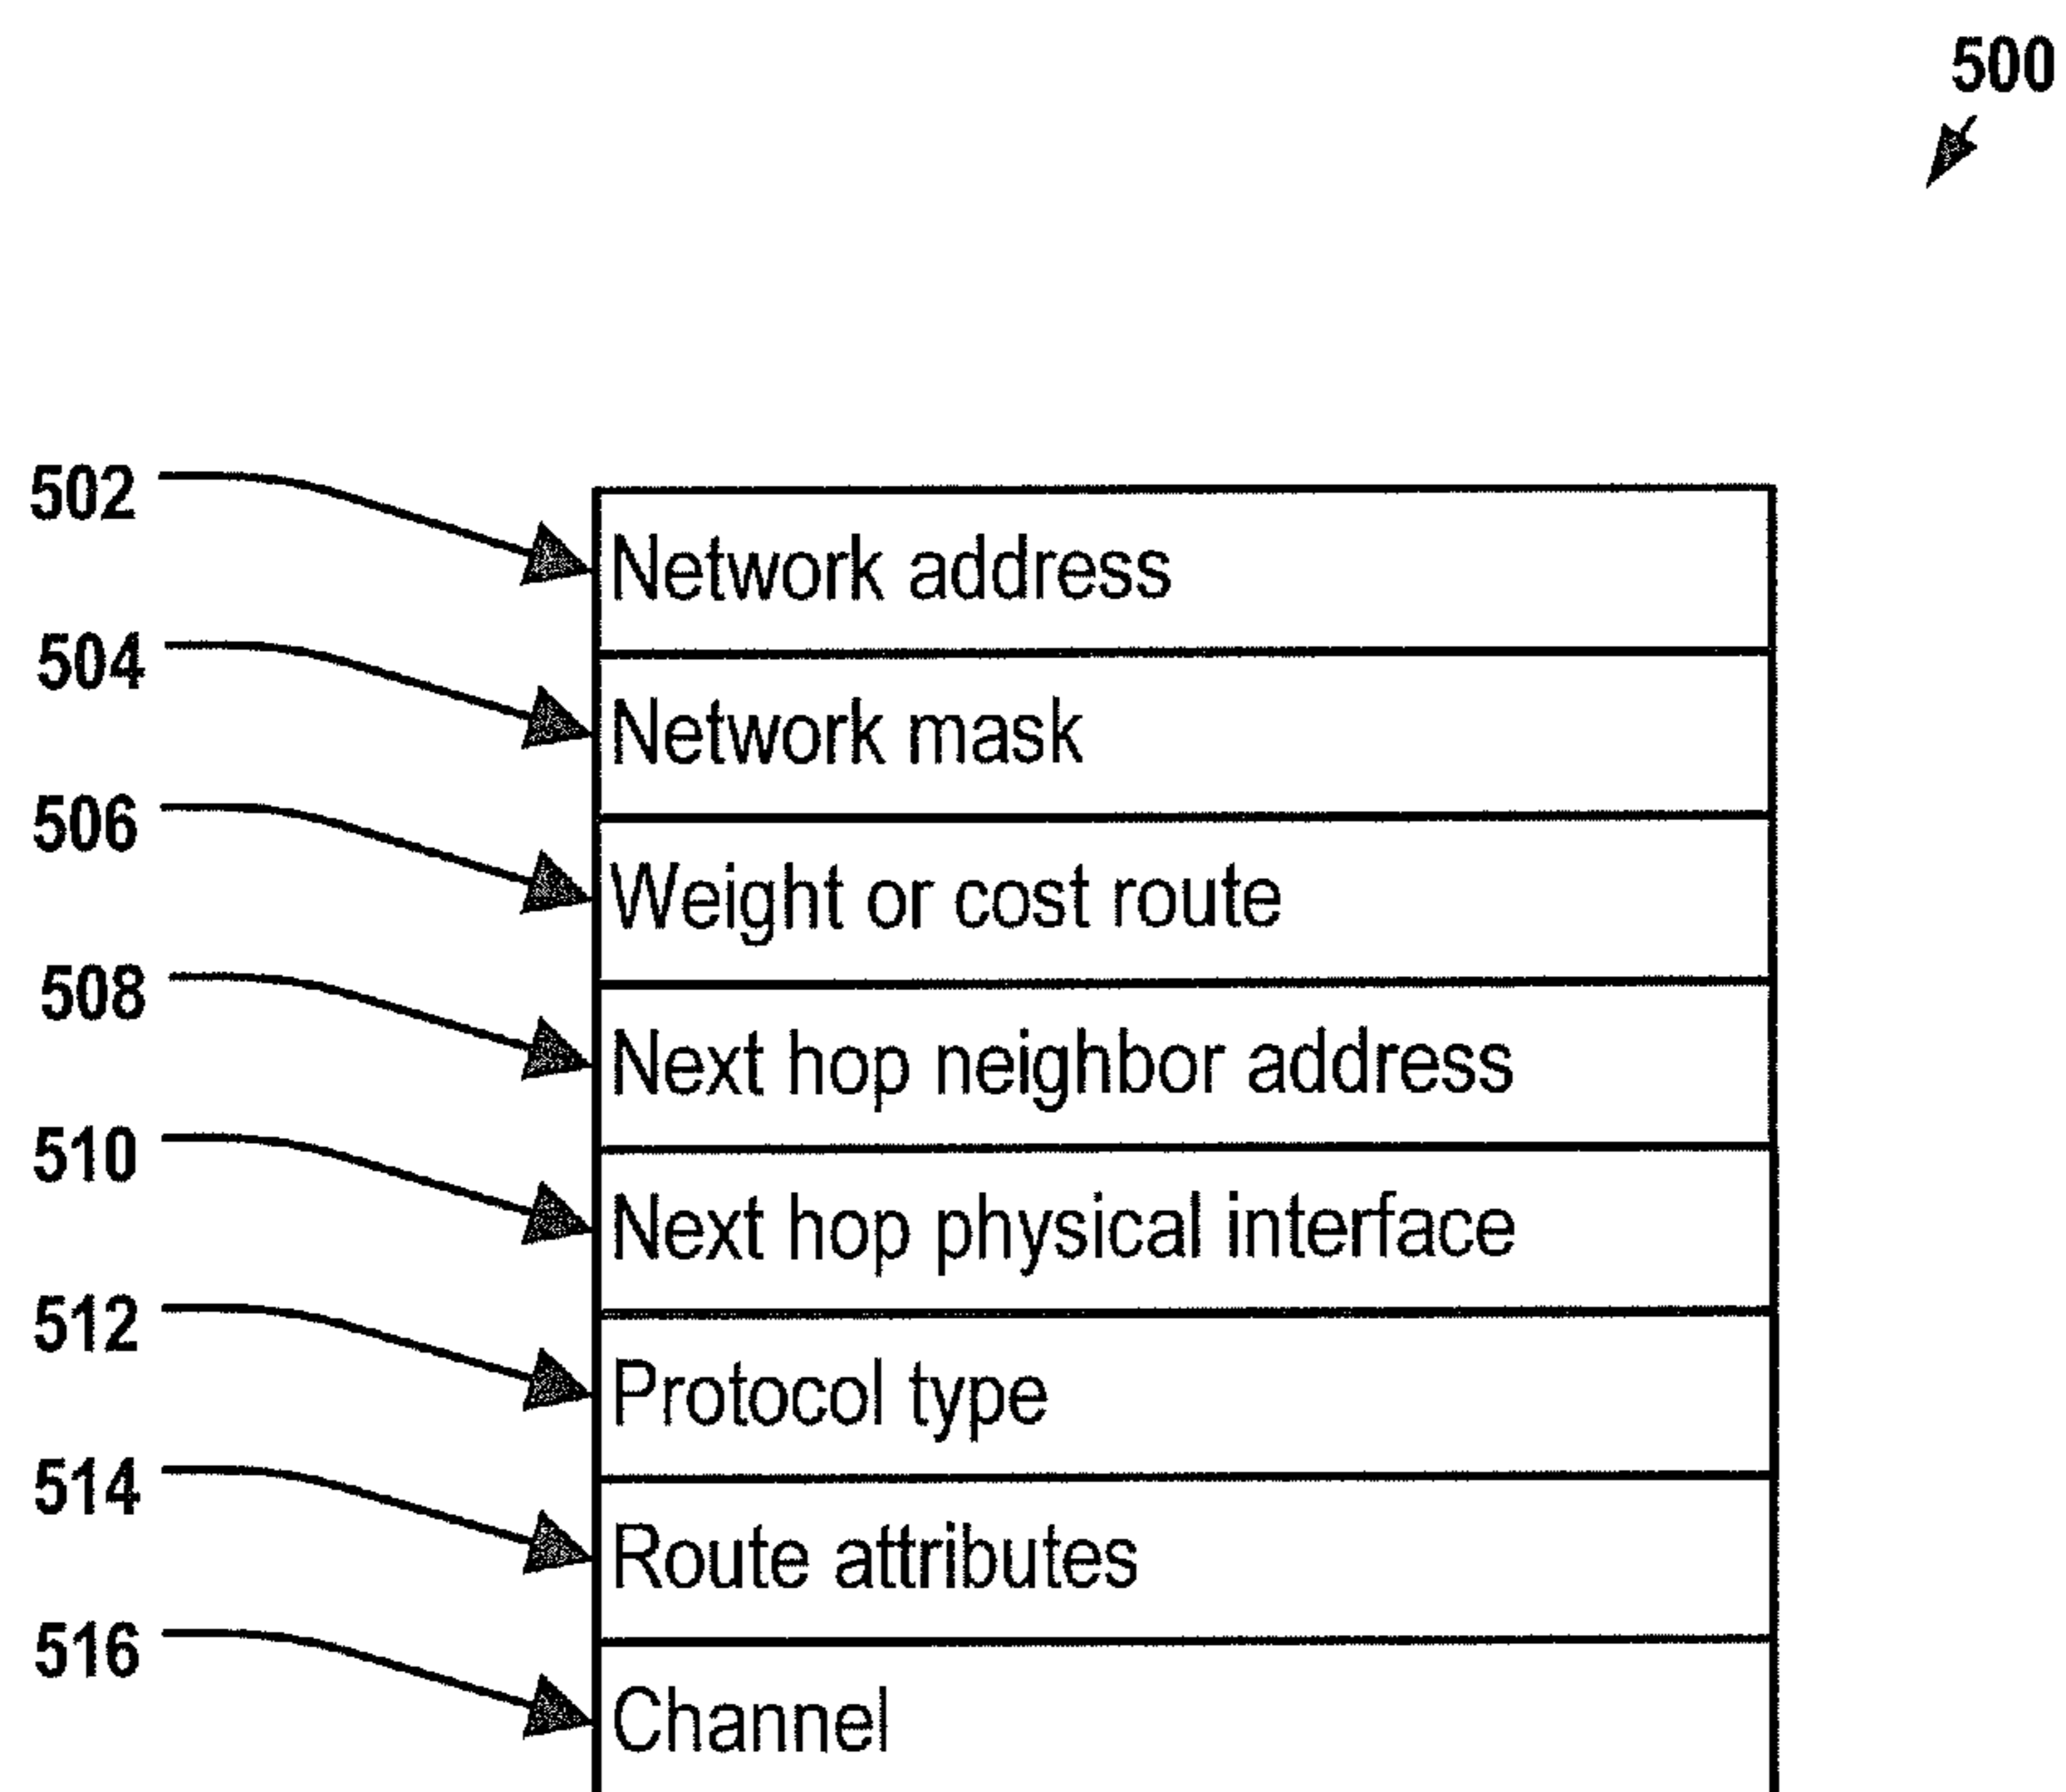 500
502 Network address
504 Network mask
506 Weight or cost route
508 Next hop neighbor address
510 Next hop physical interface
512 Protocol type
514 Route attributes
516 Channel